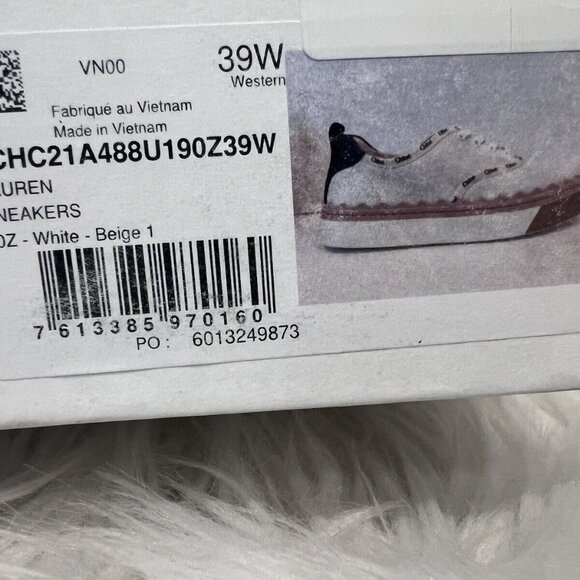 VN00
39W
Western
Fabriqué au Vietnam
Made in Vietnam
CHC21A488U190Z39W
AUREN
NEAKERS
0Z - White - Beige 1
7 613385 970160
PO : 6013249873